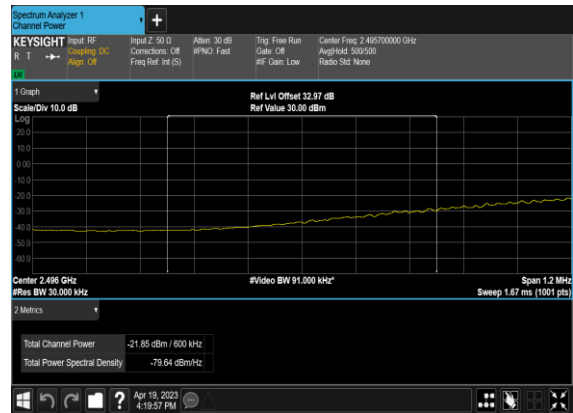 Spectrum Analyzer 1
Channel Power
+
KEYSIGHT Input: RF Input Z: 50 Ω Atten: 30 dB Trig: Free Run Center Freq: 2.495700000 GHz
R T Coupling: DC Corrections: Off #PNO: Fast Gate: Off Avg|Hold: 500/500
Align: Off Freq Ref: Int (S) #IF Gain: Low Radio Std: None
LXI
1 Graph
Ref Lvl Offset 32.97 dB
Scale/Div 10.0 dB Ref Value 30.00 dBm
Log
20.0
10.0
0.00
-10.0
-20.0
-30.0
-40.0
-50.0
-60.0
Center 2.496 GHz #Video BW 91.000 kHz* Span 1.2 MHz
#Res BW 30.000 kHz Sweep 1.67 ms (1001 pts)
2 Metrics
Total Channel Power -21.85 dBm / 600 kHz
Total Power Spectral Density -79.64 dBm/Hz
? Apr 19, 2023
4:19:57 PM